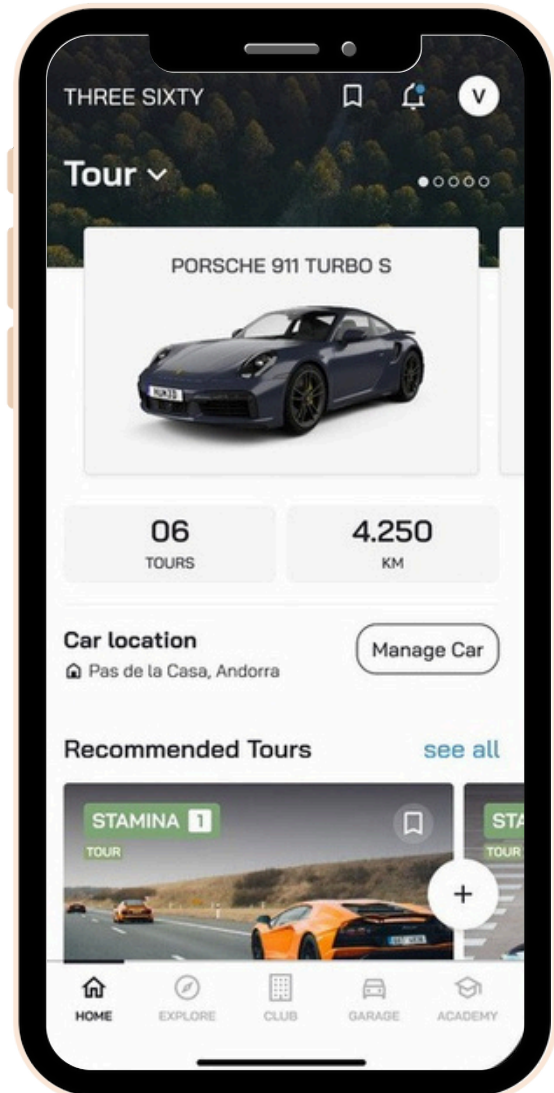 THREE SIXTY
V
Tour
PORSCHE 911 TURBO S
HUM3D
06
TOURS
4.250
KM
Car location
Manage Car
Pas de la Casa, Andorra
Recommended Tours
see all
STAMINA 1
TOUR
STA
TOUR
+
HOME
EXPLORE
CLUB
GARAGE
ACADEMY